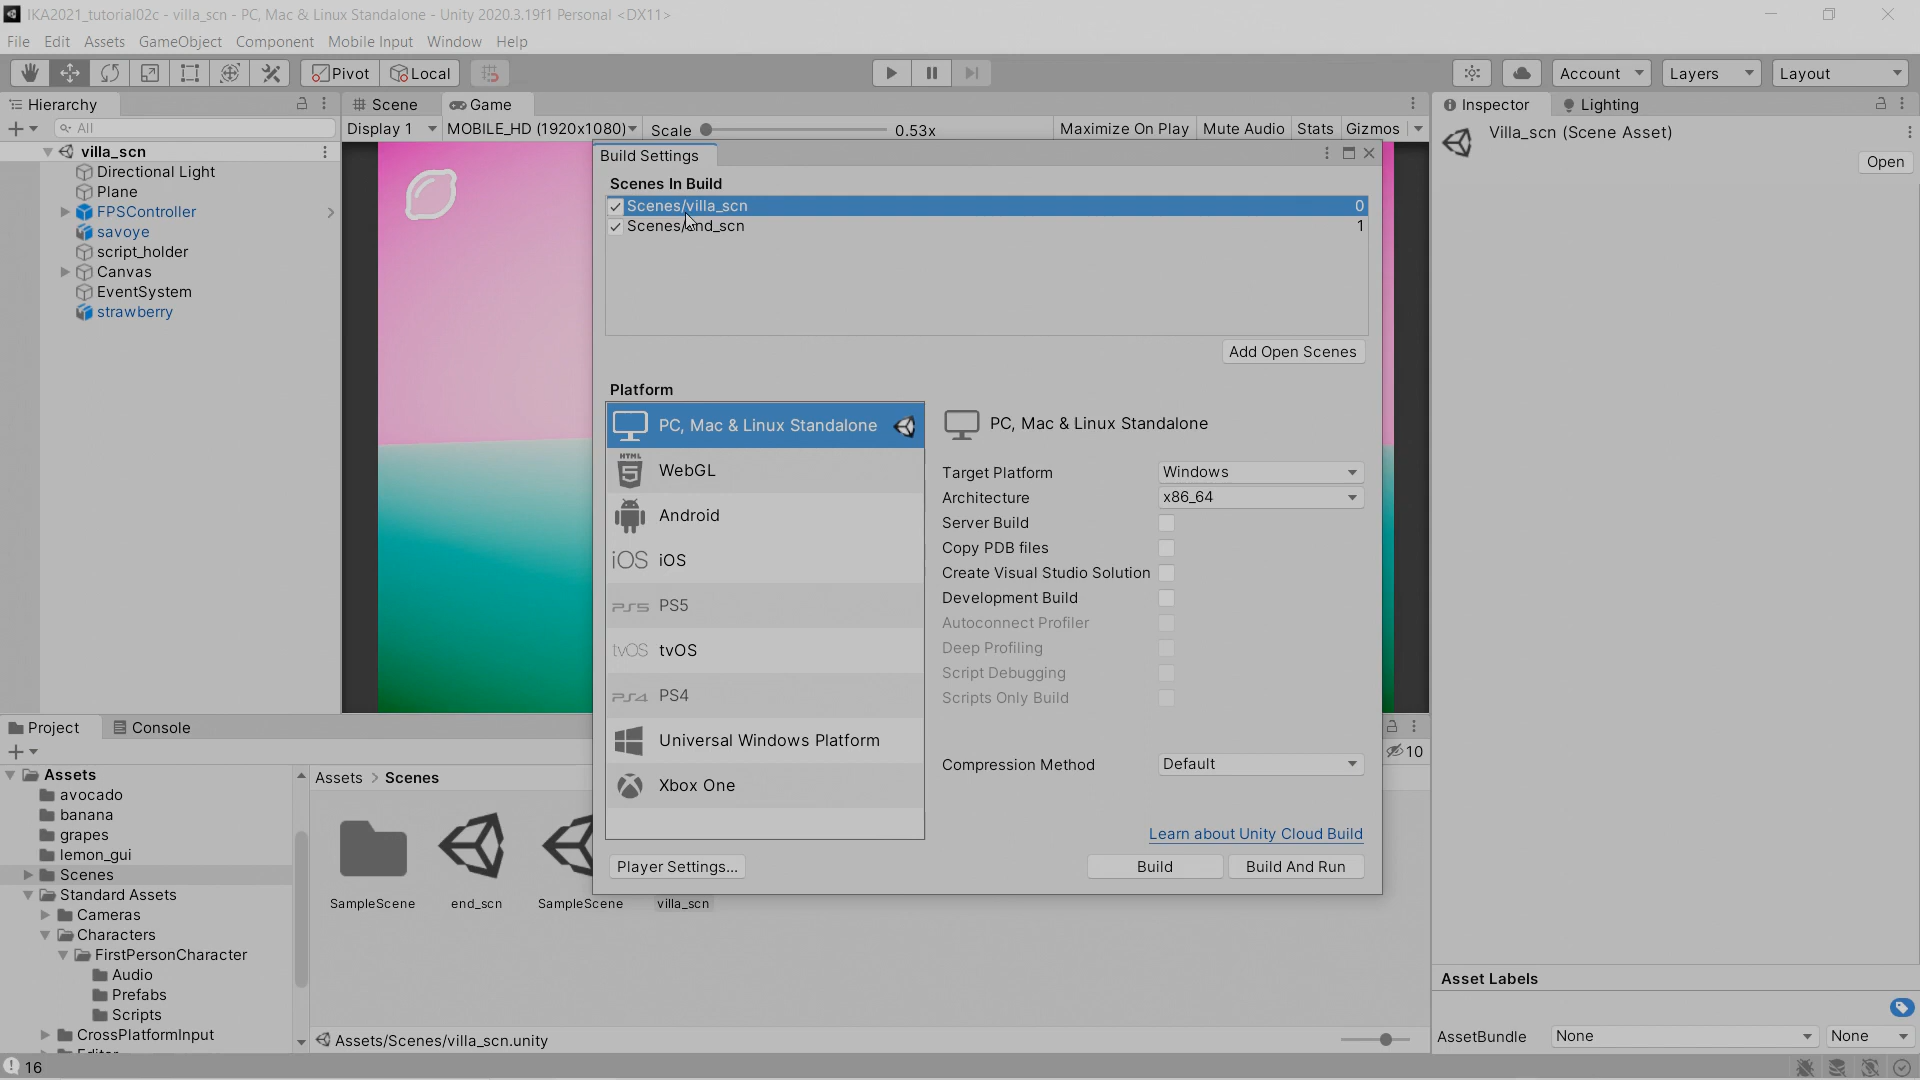 IKA2021_tutorial02c - villa_scn - PC, Mac & Linux Standalone - Unity 2020.3.19f1 Personal <DX11>
File Edit Assets GameObject Component Mobile Input Window Help
Pivot Local Account Layers Layout
Hierarchy Scene Game Inspector Lighting
All Display 1 MOBILE_HD (1920x1080) Scale 0.53x Maximize On Play Mute Audio Stats Gizmos
Villa_scn (Scene Asset)
Open
villa_scn
Directional Light
Plane
FPSController
savoye
script_holder
Canvas
EventSystem
strawberry
Build Settings
Scenes In Build
Scenes/villa_scn 0
Scenes/end_scn 1
Add Open Scenes
Platform
PC, Mac & Linux Standalone
HTML 5 WebGL
Android
iOS iOS
PS5 PS5
tvOS tvOS
PS4 PS4
Universal Windows Platform
Xbox One
PC, Mac & Linux Standalone
Target Platform Windows
Architecture x86_64
Server Build
Copy PDB files
Create Visual Studio Solution
Development Build
Autoconnect Profiler
Deep Profiling
Script Debugging
Scripts Only Build
Compression Method Default
Learn about Unity Cloud Build
Player Settings... Build Build And Run
Project Console
10
Assets
avocado
banana
grapes
lemon_gui
Scenes
Standard Assets
Cameras
Characters
FirstPersonCharacter
Audio
Prefabs
Scripts
CrossPlatformInput
Assets > Scenes
SampleScene end_scn SampleScene villa_scn
Assets/Scenes/villa_scn.unity
Asset Labels
AssetBundle None None
16